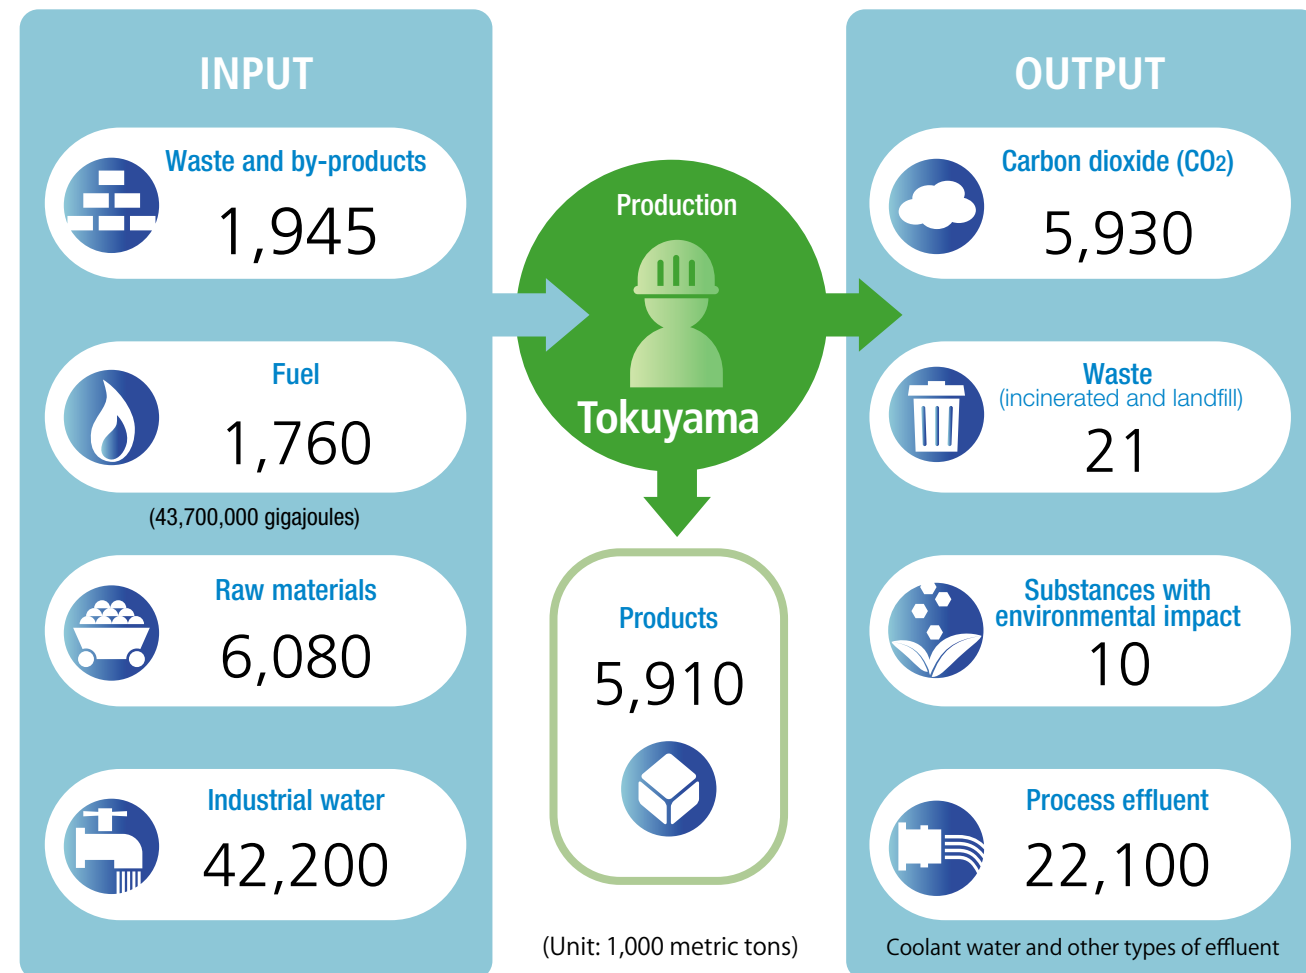 INPUT
Waste and by-products
1,945
Fuel
1,760
(43,700,000 gigajoules)
Raw materials
6,080
Industrial water
42,200
Production
Tokuyama
Products
5,910
(Unit: 1,000 metric tons)
OUTPUT
Carbon dioxide (CO2)
5,930
Waste
(incinerated and landfill)
21
Substances with
environmental impact
10
Process effluent
22,100
Coolant water and other types of effluent